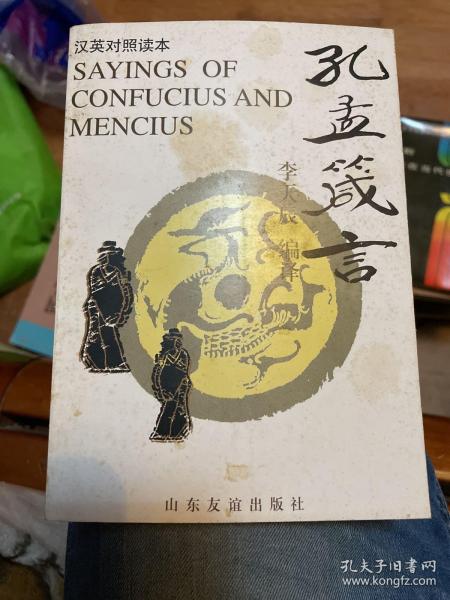 汉英对照读本
SAYINGS OF
CONFUCIUS AND
MENCIUS
孔孟箴言
李天辰 编译
山东友谊出版社
孔夫子旧书网
www.kongfz.com